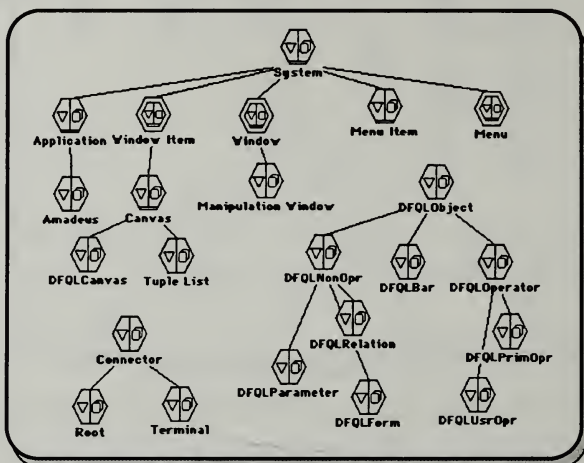 System
Application Window Item Window Menu Item Menu
Amadeus Canvas Manipulation Window DFQLObject
DFQLCanvas Tuple List DFQLNonOpr DFQLBar DFQLOperator
Connector DFQLRelation DFQLPrimOpr
DFQLParameter
Root Terminal DFQLForm DFQLUsrOpr